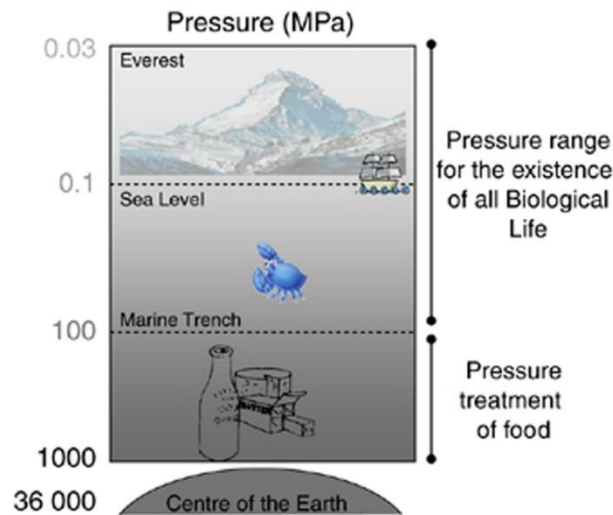 Pressure (MPa)
0.03
Everest
Pressure range
for the existence
of all Biological
Life
0.1
Sea Level
100
Marine Trench
Pressure
treatment
of food
1000
36 000
Centre of the Earth